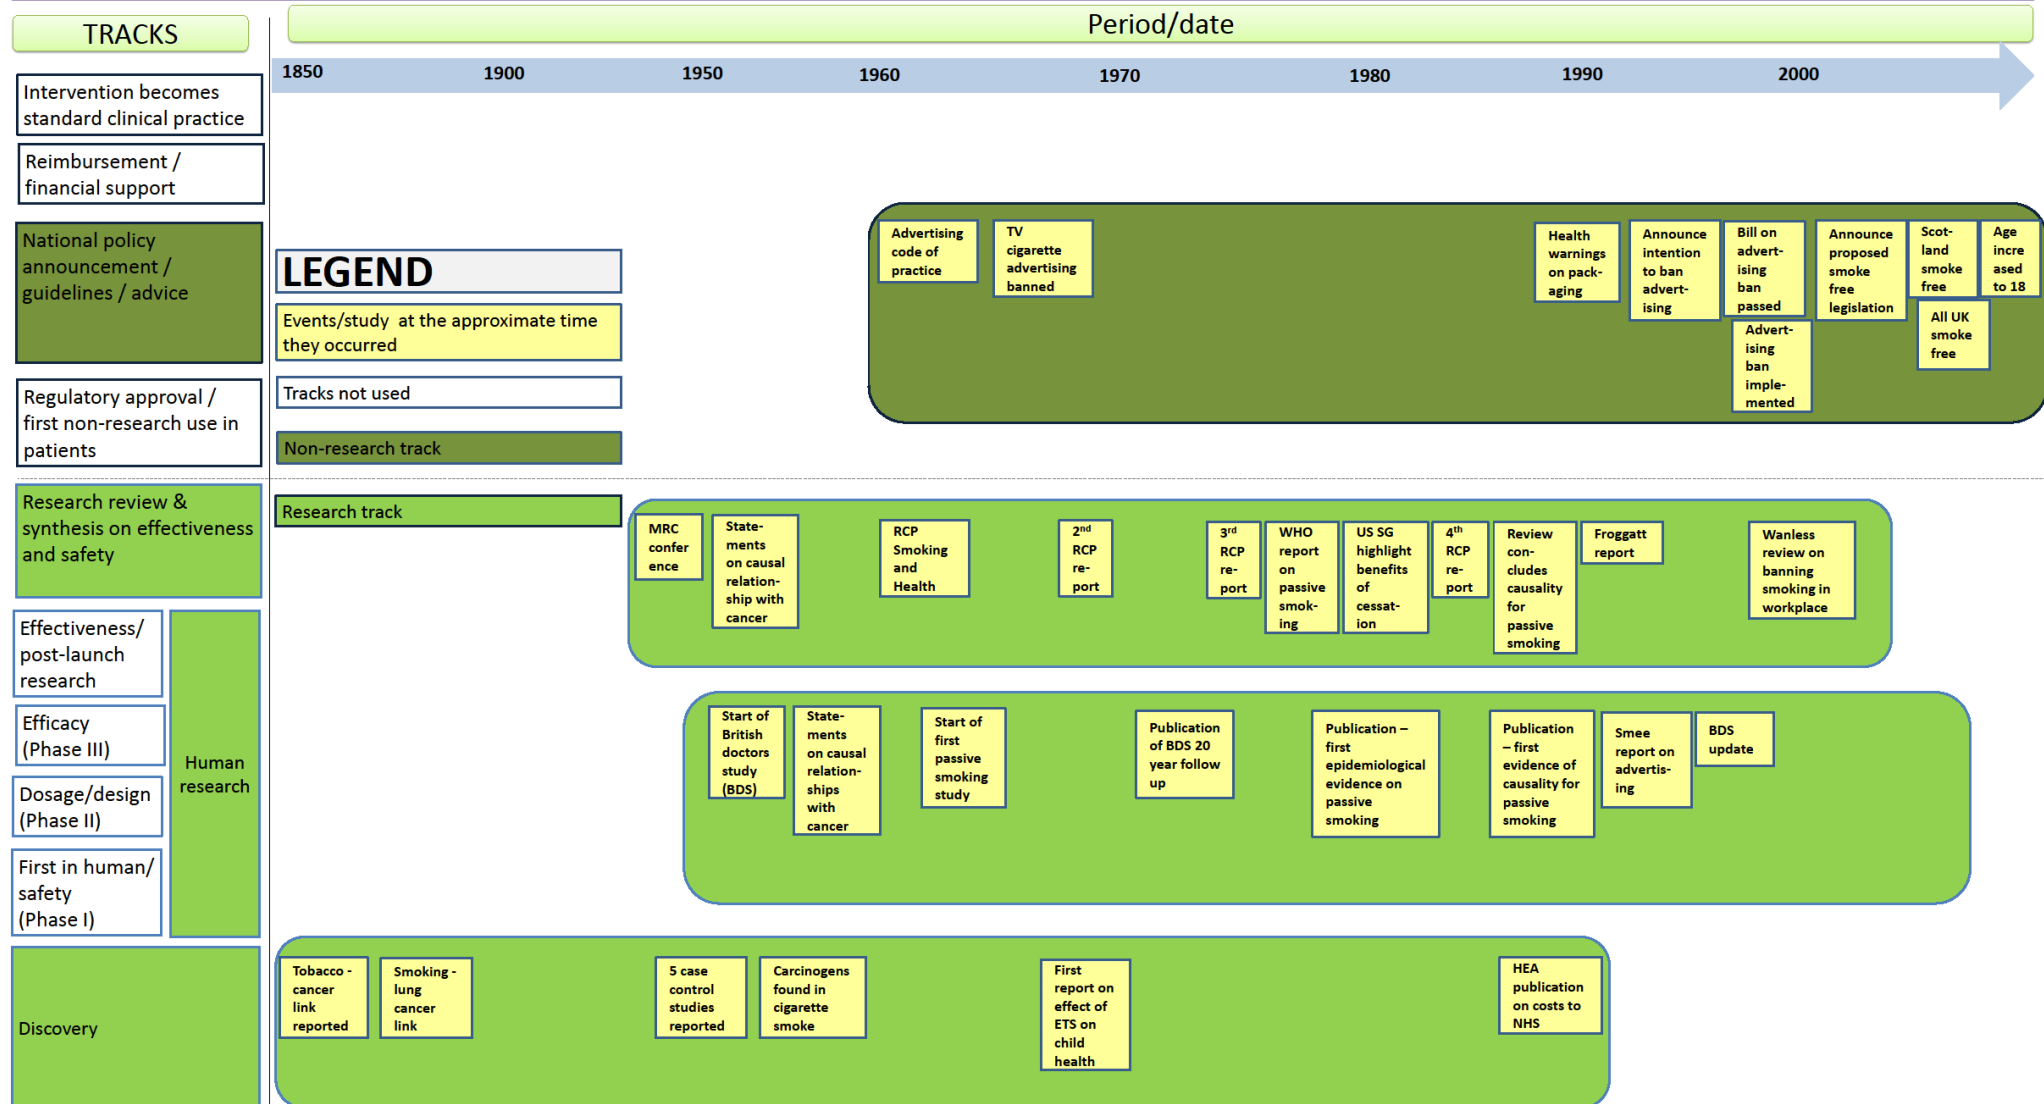 TRACKS
Period/date
1850
1900
1950
1960
1970
1980
1990
2000
Intervention becomes
standard clinical practice
Reimbursement /
financial support
National policy
announcement /
guidelines / advice
Regulatory approval /
first non-research use in
patients
LEGEND
Events/study at the approximate time
they occurred
Tracks not used
Non-research track
Research track
Advertising
code of
practice
TV
cigarette
advertising
banned
Health
warnings
on pack-
aging
Announce
intention
to ban
advert-
ising
Bill on
advert-
ising
ban
passed
Advert-
ising
ban
imple-
mented
Announce
proposed
smoke
free
legislation
Scot-
land
smoke
free
All UK
smoke
free
Age
incre
ased
to 18
Research review &
synthesis on effectiveness
and safety
MRC
confer
ence
State-
ments
on causal
relation-
ship with
cancer
RCP
Smoking
and
Health
2nd
RCP
re-
port
3rd
RCP
re-
port
WHO
report
on
passive
smok-
ing
US SG
highlight
benefits
of
cessat-
ion
4th
RCP
re-
port
Review
con-
cludes
causality
for
passive
smoking
Froggatt
report
Wanless
review on
banning
smoking in
workplace
Effectiveness/
post-launch
research
Efficacy
(Phase III)
Dosage/design
(Phase II)
First in human/
safety
(Phase I)
Human
research
Start of
British
doctors
study
(BDS)
State-
ments
on causal
relation-
ships
with
cancer
Start of
first
passive
smoking
study
Publication
of BDS 20
year follow
up
Publication –
first
epidemiological
evidence on
passive
smoking
Publication
– first
evidence of
causality for
passive
smoking
Smee
report on
advertis-
ing
BDS
update
Discovery
Tobacco -
cancer
link
reported
Smoking -
lung
cancer
link
5 case
control
studies
reported
Carcinogens
found in
cigarette
smoke
First
report on
effect of
ETS on
child
health
HEA
publication
on costs to
NHS